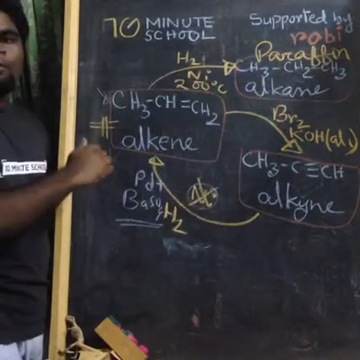 10 MINUTE
SCHOOL
Supported by
robi
Paraffin
CH3-CH2-CH3
alkane
H2
Ni
200°C
CH3-CH=CH2
alkene
Br2
KOH(al)
CH3-C≡CH
alkyne
Pd+
H2
10 MINUTE SCHOOL